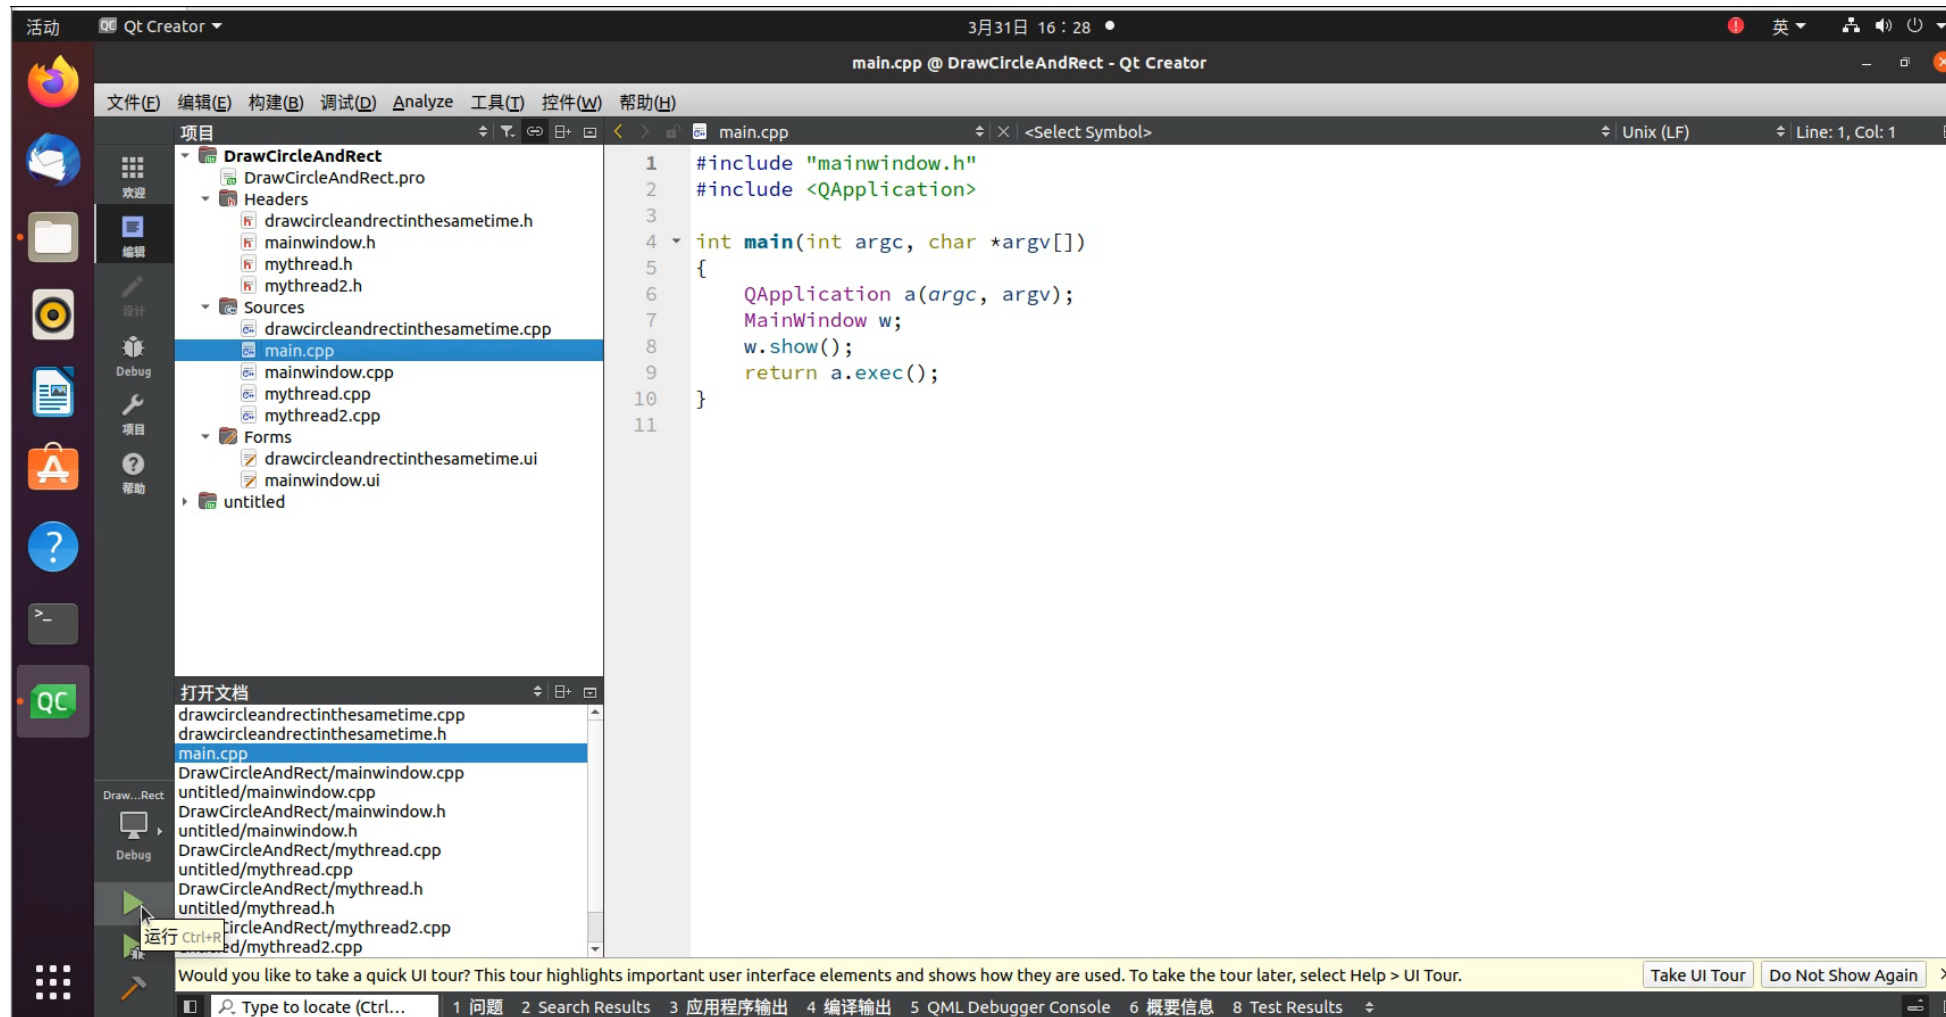 活动 Qt Creator 3月31日 16：28 英
main.cpp @ DrawCircleAndRect - Qt Creator
文件(F) 编辑(E) 构建(B) 调试(D) Analyze 工具(T) 控件(W) 帮助(H)
项目 main.cpp <Select Symbol> Unix (LF) Line: 1, Col: 1
欢迎
编辑
设计
Debug
项目
帮助
DrawCircleAndRect
DrawCircleAndRect.pro
Headers
drawcircleandrectinthesametime.h
mainwindow.h
mythread.h
mythread2.h
Sources
drawcircleandrectinthesametime.cpp
main.cpp
mainwindow.cpp
mythread.cpp
mythread2.cpp
Forms
drawcircleandrectinthesametime.ui
mainwindow.ui
untitled
1 #include "mainwindow.h"
2 #include <QApplication>
3
4 int main(int argc, char *argv[])
5 {
6 QApplication a(argc, argv);
7 MainWindow w;
8 w.show();
9 return a.exec();
10 }
11
QC
打开文档
drawcircleandrectinthesametime.cpp
drawcircleandrectinthesametime.h
main.cpp
DrawCircleAndRect/mainwindow.cpp
untitled/mainwindow.cpp
DrawCircleAndRect/mainwindow.h
untitled/mainwindow.h
DrawCircleAndRect/mythread.cpp
untitled/mythread.cpp
DrawCircleAndRect/mythread.h
untitled/mythread.h
ircleAndRect/mythread2.cpp
ed/mythread2.cpp
Draw...Rect
Debug
运行 Ctrl+R
Would you like to take a quick UI tour? This tour highlights important user interface elements and shows how they are used. To take the tour later, select Help > UI Tour. Take UI Tour Do Not Show Again
Type to locate (Ctrl... 1 问题 2 Search Results 3 应用程序输出 4 编译输出 5 QML Debugger Console 6 概要信息 8 Test Results